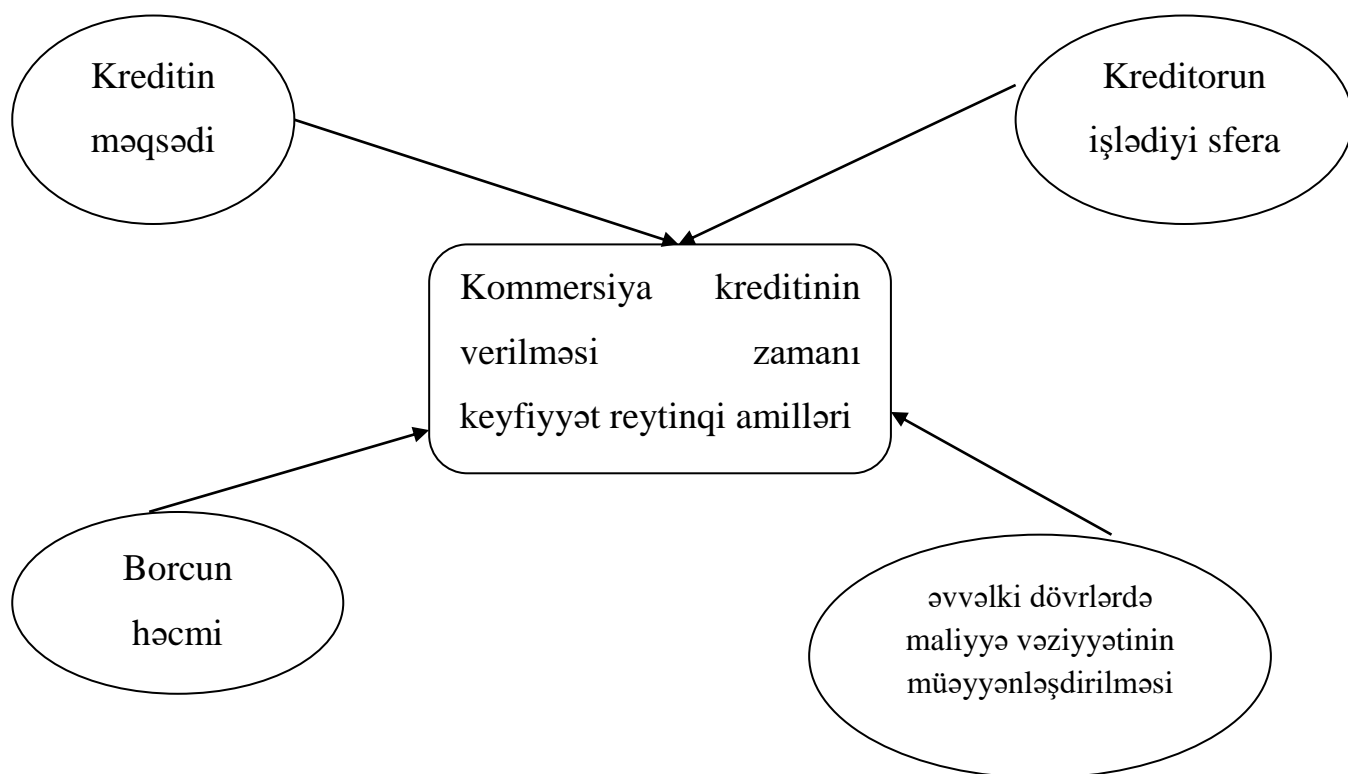 Kreditin
məqsədi
Kreditorun
işlədiyi sfera
Kommersiya kreditinin
verilməsi zamanı
keyfiyyət reytinqi amilləri
Borcun
həcmi
əvvəlki dövrlərdə
maliyyə vəziyyətinin
müəyyənləşdirilməsi